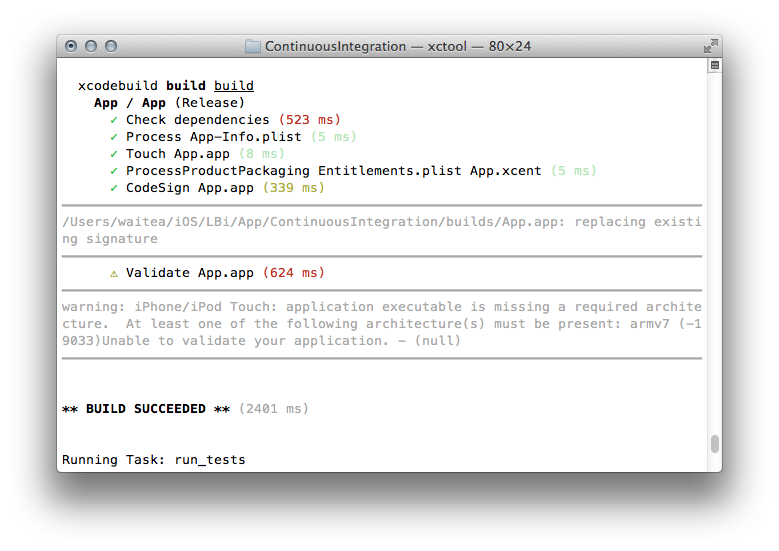 ContinuousIntegration — xctool — 80×24
xcodebuild build build
App / App (Release)
✓ Check dependencies (523 ms)
✓ Process App-Info.plist (5 ms)
✓ Touch App.app (8 ms)
✓ ProcessProductPackaging Entitlements.plist App.xcent (5 ms)
✓ CodeSign App.app (339 ms)
/Users/waitea/iOS/LBi/App/ContinuousIntegration/builds/App.app: replacing existi
ng signature
⚠ Validate App.app (624 ms)
warning: iPhone/iPod Touch: application executable is missing a required archite
cture.  At least one of the following architecture(s) must be present: armv7 (-1
9033)Unable to validate your application. - (null)
** BUILD SUCCEEDED ** (2401 ms)
Running Task: run_tests